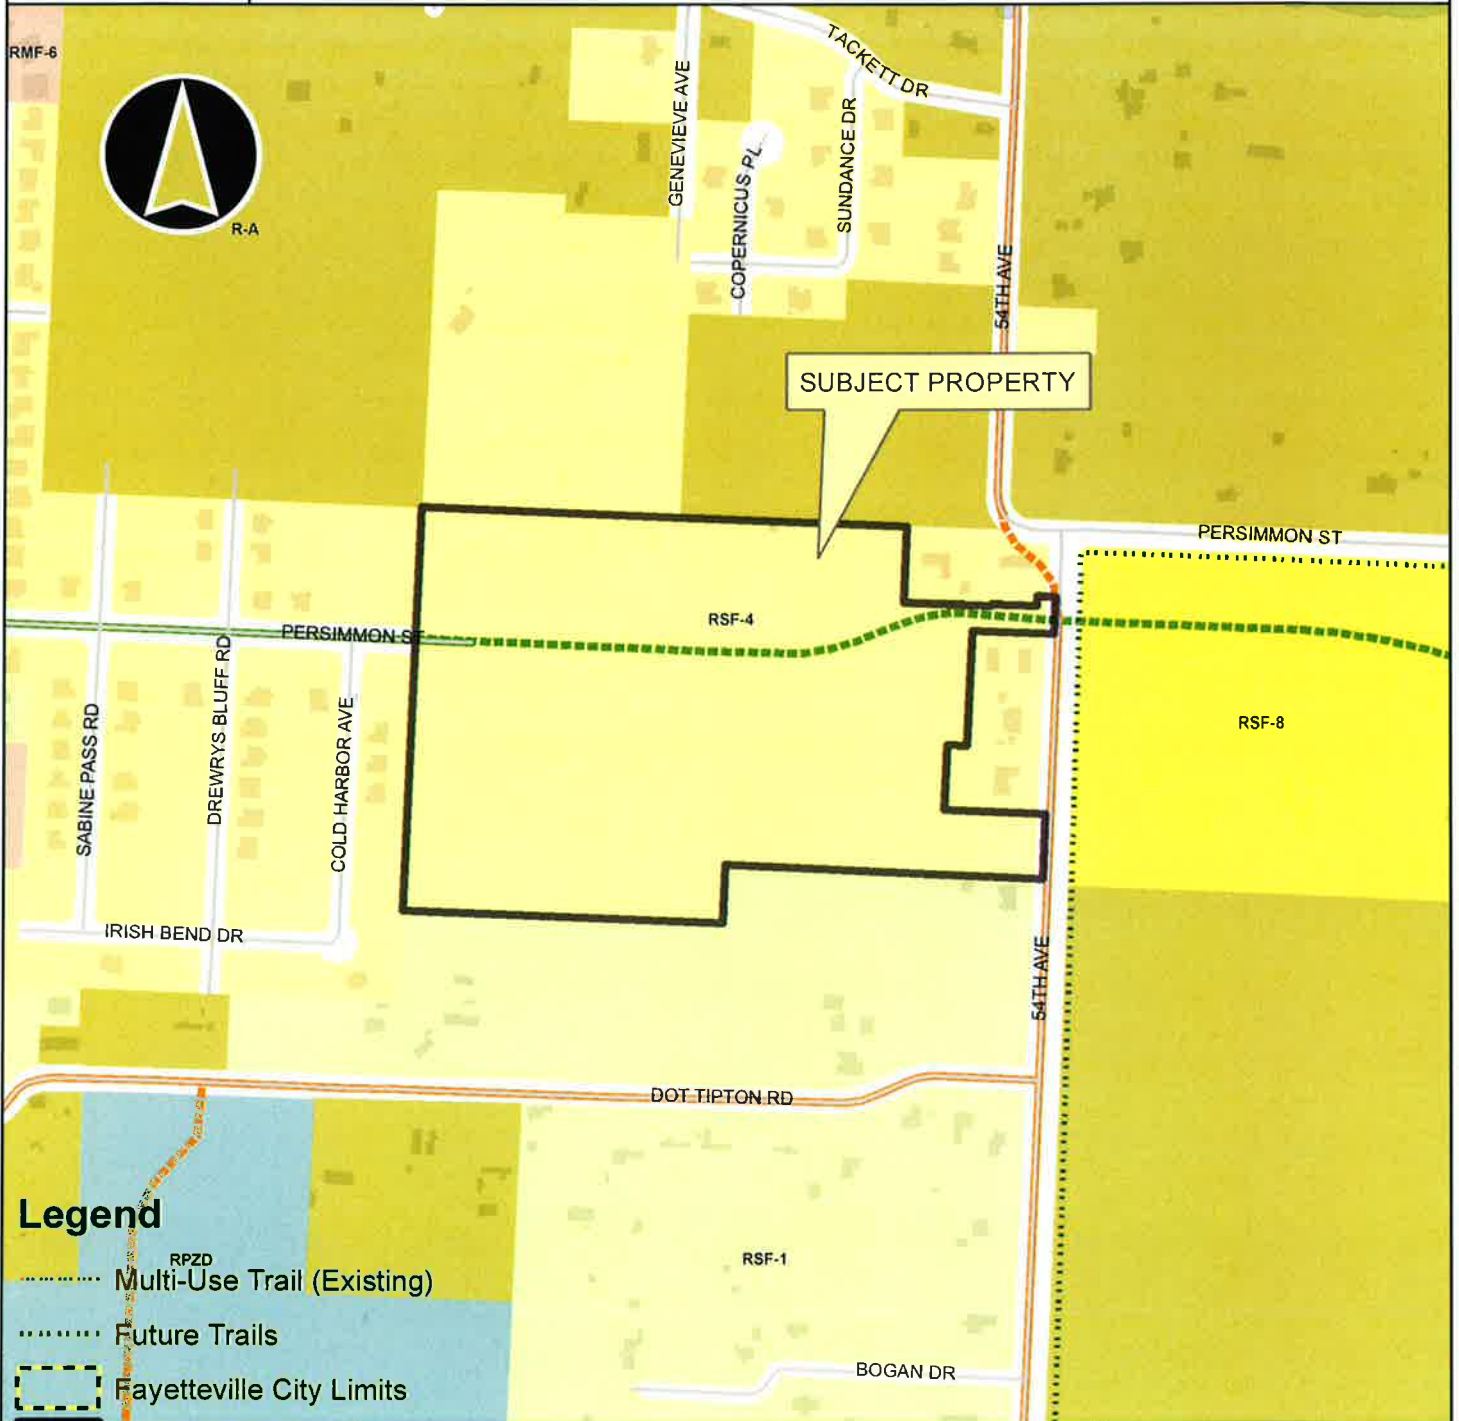 RMF-6
TACKETT DR
GENEVIEVE AVE
SUNDANCE DR
COPERNICUS PL
R-A
54TH AVE
SUBJECT PROPERTY
PERSIMMON ST
RSF-4
PERSIMMON ST
RSF-8
SABINE PASS RD
DREWRYS BLUFF RD
COLD HARBOR AVE
IRISH BEND DR
54TH AVE
DOT TIPTON RD
Legend
RPZD
RSF-1
Multi-Use Trail (Existing)
Future Trails
BOGAN DR
Fayetteville City Limits